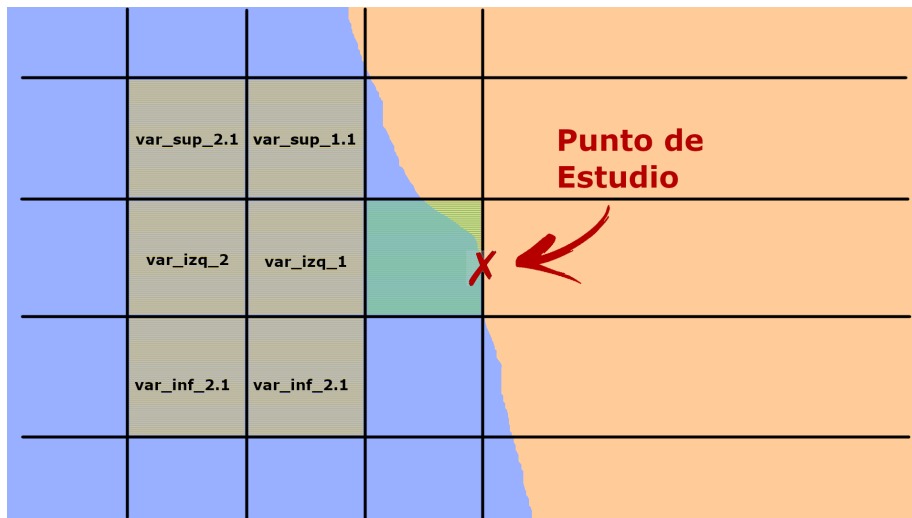 var_sup_2.1 var_sup_1.1
Punto de
Estudio
var_izq_2 var_izq_1
var_inf_2.1 var_inf_2.1